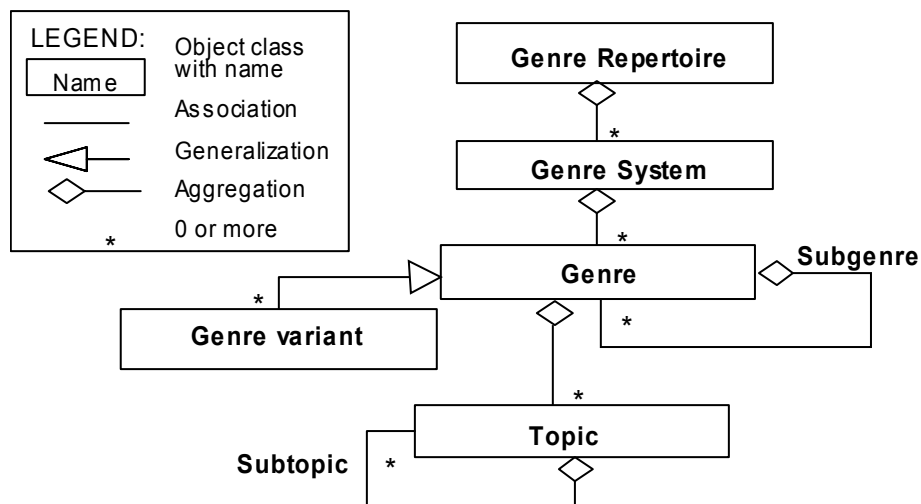 LEGEND:
Object class
with name
Name
Association
Generalization
Aggregation
*
0 or more
Genre Repertoire
*
Genre System
*
Genre
Subgenre
*
*
Genre variant
*
Topic
Subtopic
*